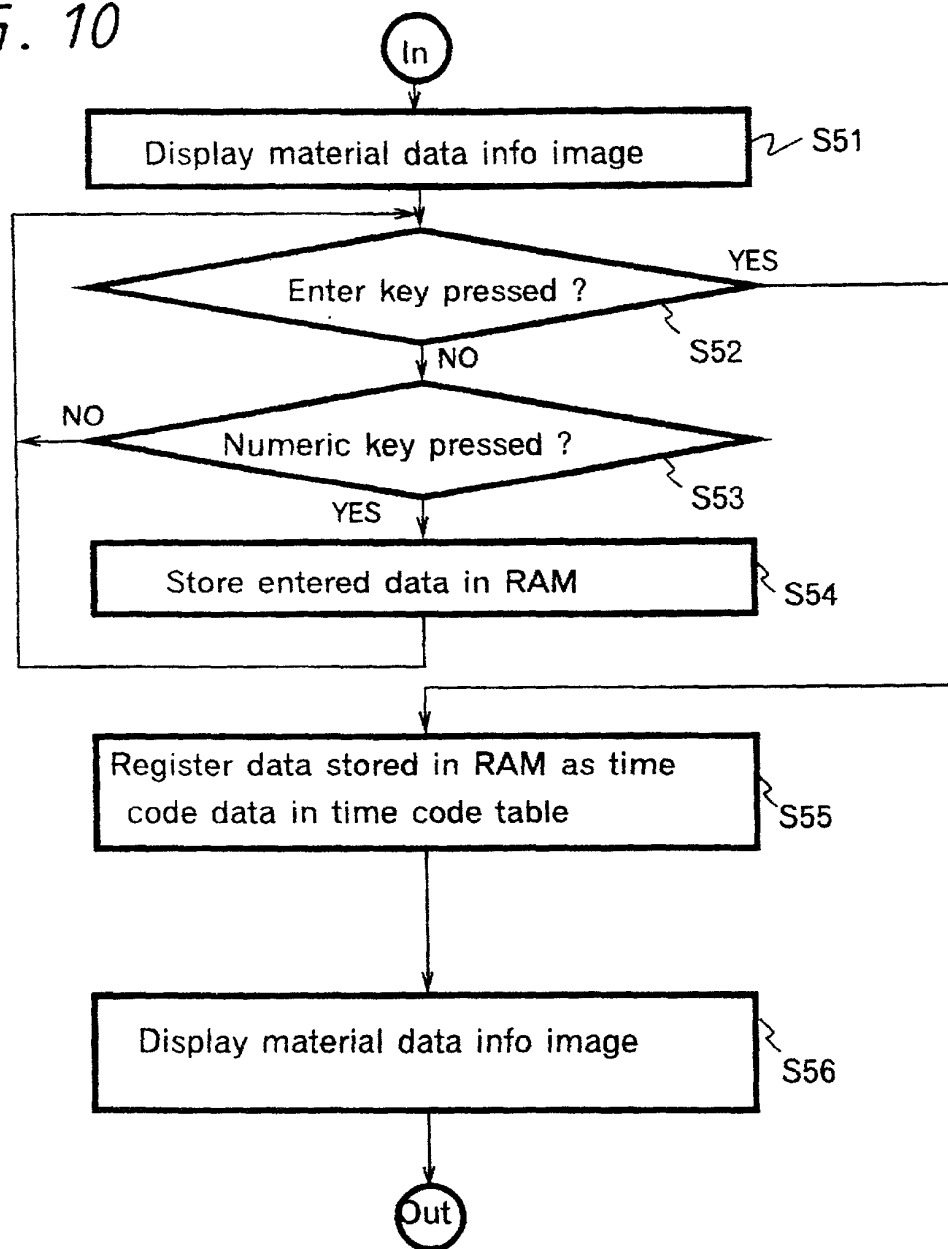 G. 10
In
Display material data info image
S51
YES
Enter key pressed ?
S52
NO
NO
Numeric key pressed ?
S53
YES
Store entered data in RAM
S54
Register data stored in RAM as time
code data in time code table
S55
Display material data info image
S56
Out